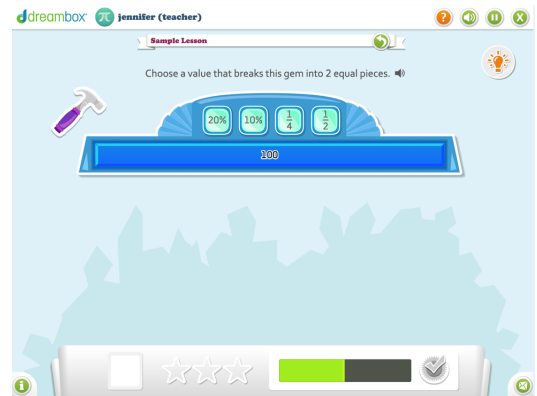 dreambox π jennifer (teacher) ?
Sample Lesson
Choose a value that breaks this gem into 2 equal pieces.
20% 10% 1/4 1/2
100